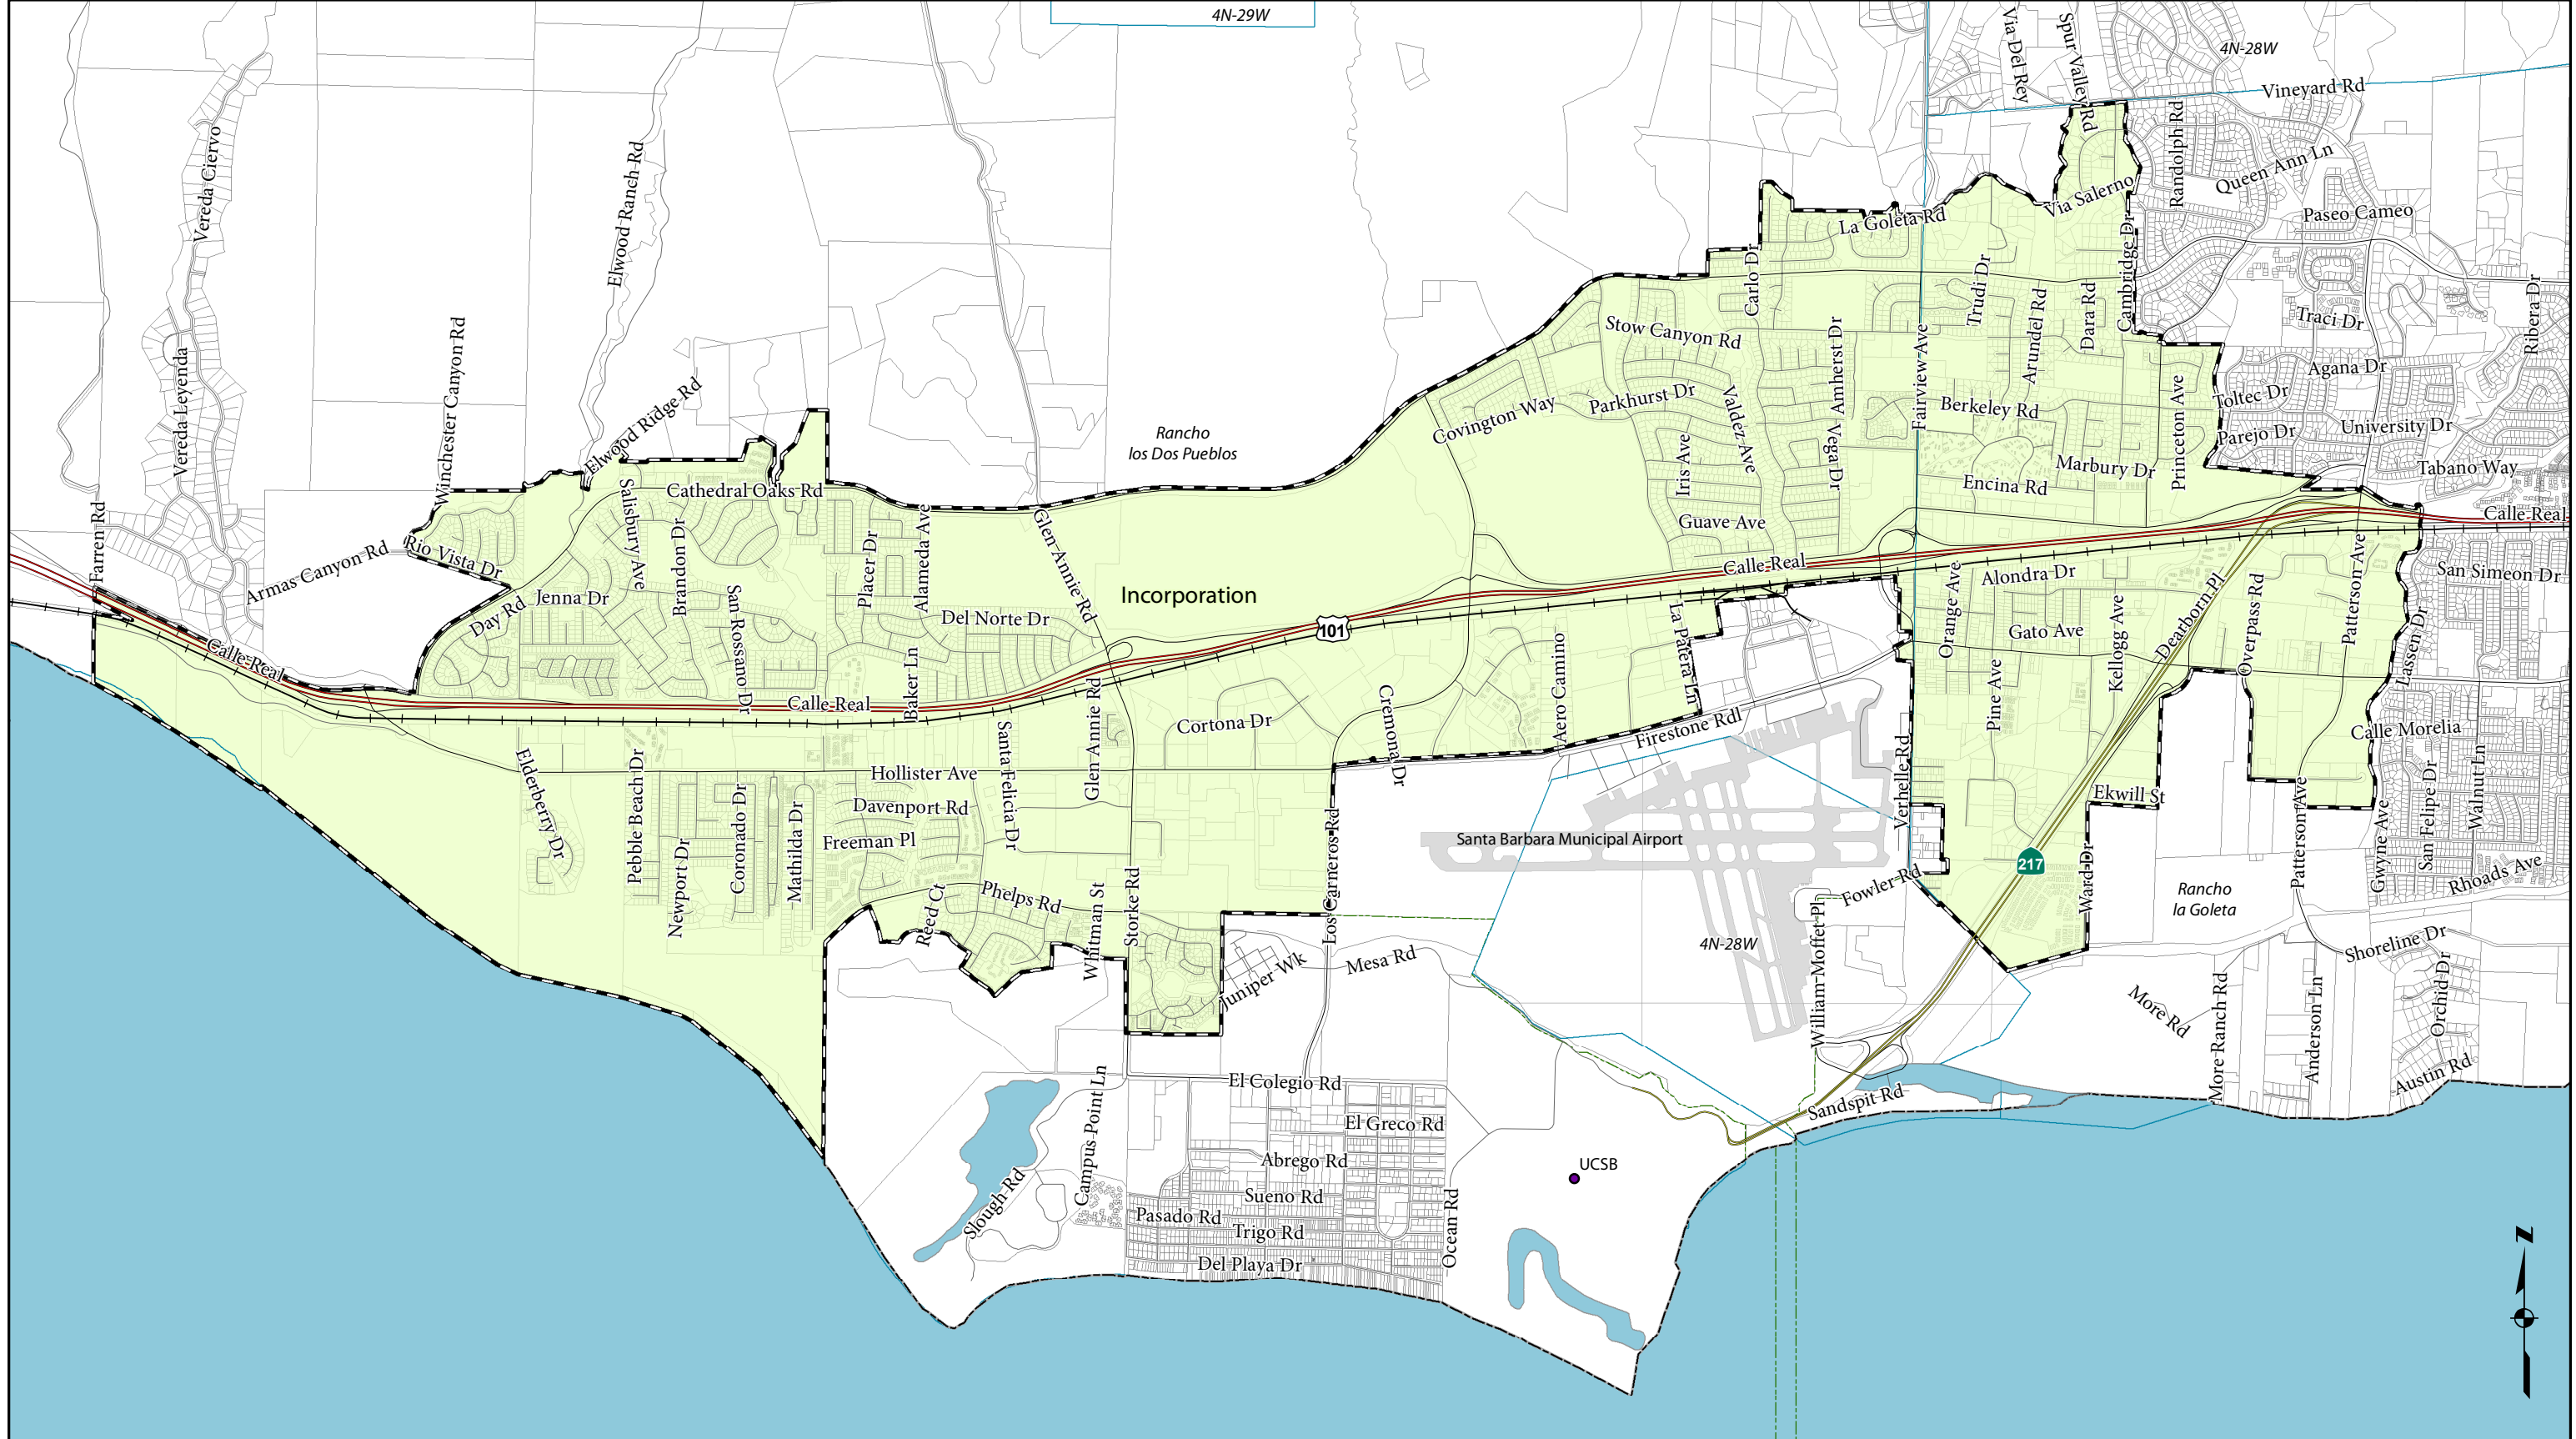 4N-29W
4N-28W
Via Del Rey
Spur Valley Rd
Vineyard Rd
Randolph Rd
Queen Ann Ln
Via Salerno
Paseo Cameo
La Goleta Rd
Vereda Ciervo
Elwood Ranch Rd
Carlo Dr
Trudi Dr
Arundel Rd
Dara Rd
Cambridge Dr
Traci Dr
Ribera Dr
Stow Canyon Rd
Amherst Dr
Fairview Ave
Agana Dr
Vereda Leyenda
Winchester Canyon Rd
Elwood Ridge Rd
Rancho
los Dos Pueblos
Covington Way
Parkhurst Dr
Valdez Ave
Vega Dr
Berkeley Rd
Princeton Ave
Toltec Dr
Parejo Dr
University Dr
Iris Ave
Marbury Dr
Tabano Way
Encina Rd
Cathedral Oaks Rd
Salisbury Ave
Brandon Dr
Guave Ave
Calle Real
Farren Rd
Rio Vista Dr
Armas Canyon Rd
Placer Dr
Alameda Ave
Glen Annie Rd
Calle Real
Jenna Dr
Day Rd
San Rossano Dr
Del Norte Dr
Incorporation
101
Alondra Dr
Orange Ave
Gato Ave
Kellogg Ave
Dearborn Pl
Overpass Rd
Patterson Ave
San Simeon Dr
Lassen Dr
Calle Real
Calle Real
Baker Ln
Glen Annie Rd
Cortona Dr
Cremona Dr
Aero Camino
La Patera Ln
Firestone Rdl
Pine Ave
Calle Morelia
Elderberry Dr
Pebble Beach Dr
Newport Dr
Coronado Dr
Mathilda Dr
Hollister Ave
Davenport Rd
Freeman Pl
Santa Felicia Dr
Verhelle Rd
Ekwill St
Patterson Ave
Gwyne Ave
San Felipe Dr
Walnut Ln
Rhoads Ave
Santa Barbara Municipal Airport
217
Ward Dr
Rancho
la Goleta
Reed Ct
Phelps Rd
Whitman St
Storke Rd
Los Carneros Rd
Fowler Rd
4N-28W
William Moffet Pl
Juniper Wk
Mesa Rd
Shoreline Dr
Orchid Dr
More Rd
More Ranch Rd
Anderson Ln
Austin Rd
El Colegio Rd
El Greco Rd
Campus Point Ln
Sandspit Rd
Abrego Rd
UCSB
Slough Rd
Sueno Rd
Pasado Rd
Trigo Rd
Ocean Rd
Del Playa Dr
N